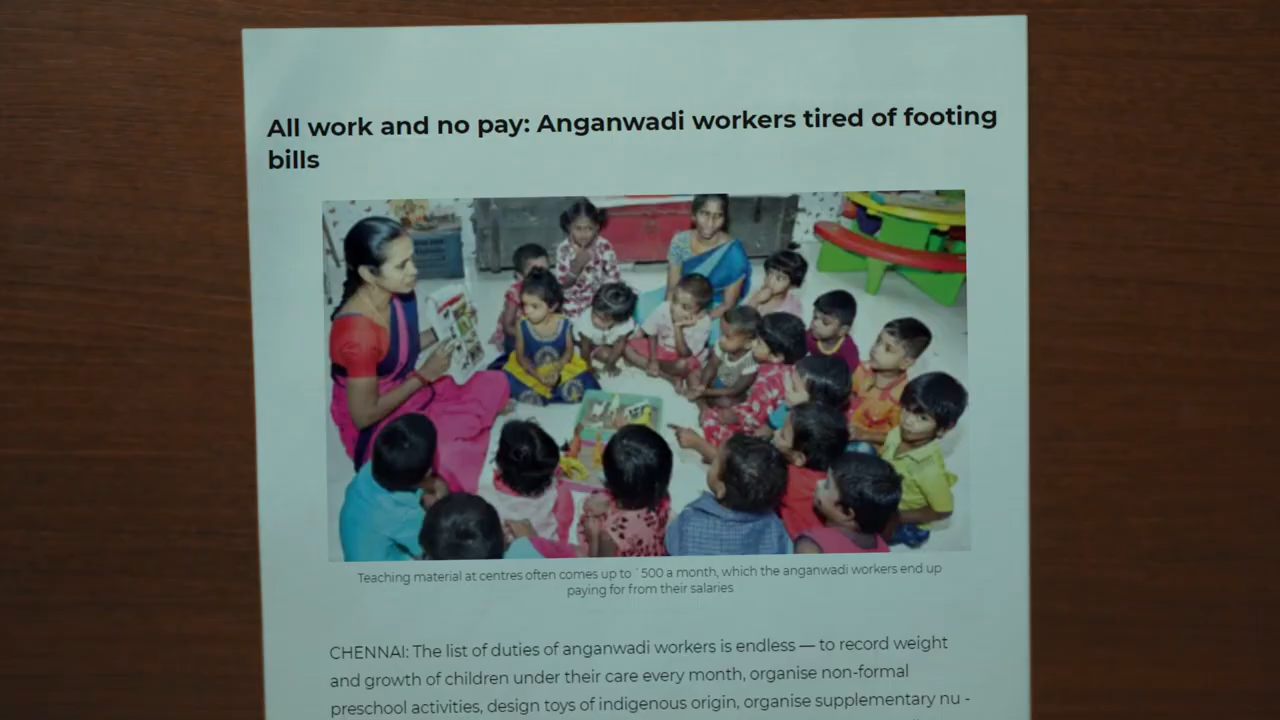 All work and no pay: Anganwadi workers tired of footing
bills
Teaching material at centres often comes up to `500 a month, which the anganwadi workers end up
paying for from their salaries
CHENNAI: The list of duties of anganwadi workers is endless — to record weight
and growth of children under their care every month, organise non-formal
preschool activities, design toys of indigenous origin, organise supplementary nu -